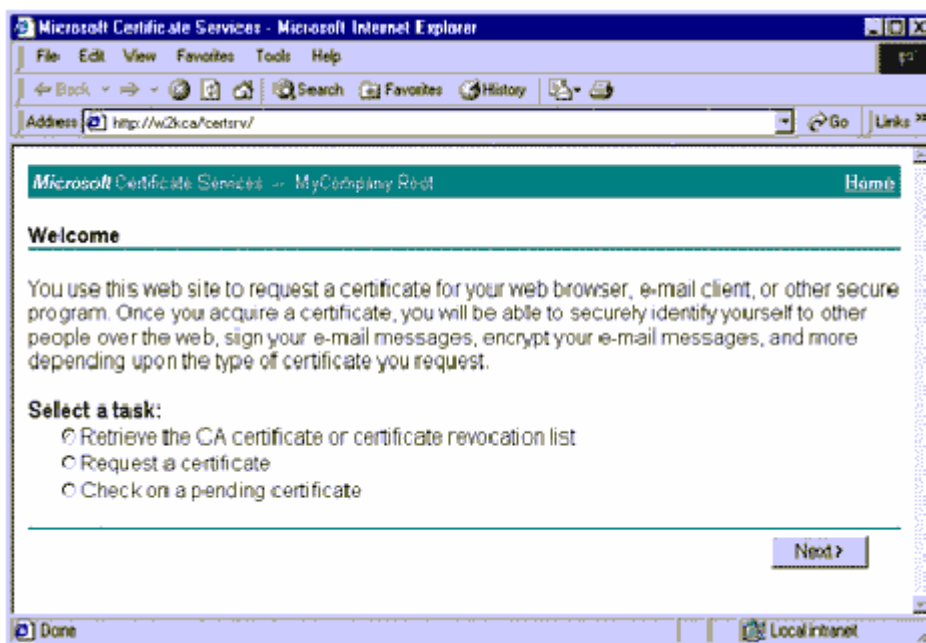 Microsoft Certificate Services - Microsoft Internet Explorer
File Edit View Favorites Tools Help
Back Search Favorites History
Address http://w2kca/certsrv/ Go Links »
Microsoft Certificate Services -- MyCompany Root Home
Welcome
You use this web site to request a certificate for your web browser, e-mail client, or other secure
program. Once you acquire a certificate, you will be able to securely identify yourself to other
people over the web, sign your e-mail messages, encrypt your e-mail messages, and more
depending upon the type of certificate you request.
Select a task:
Retrieve the CA certificate or certificate revocation list
Request a certificate
Check on a pending certificate
Next >
Done Local intranet